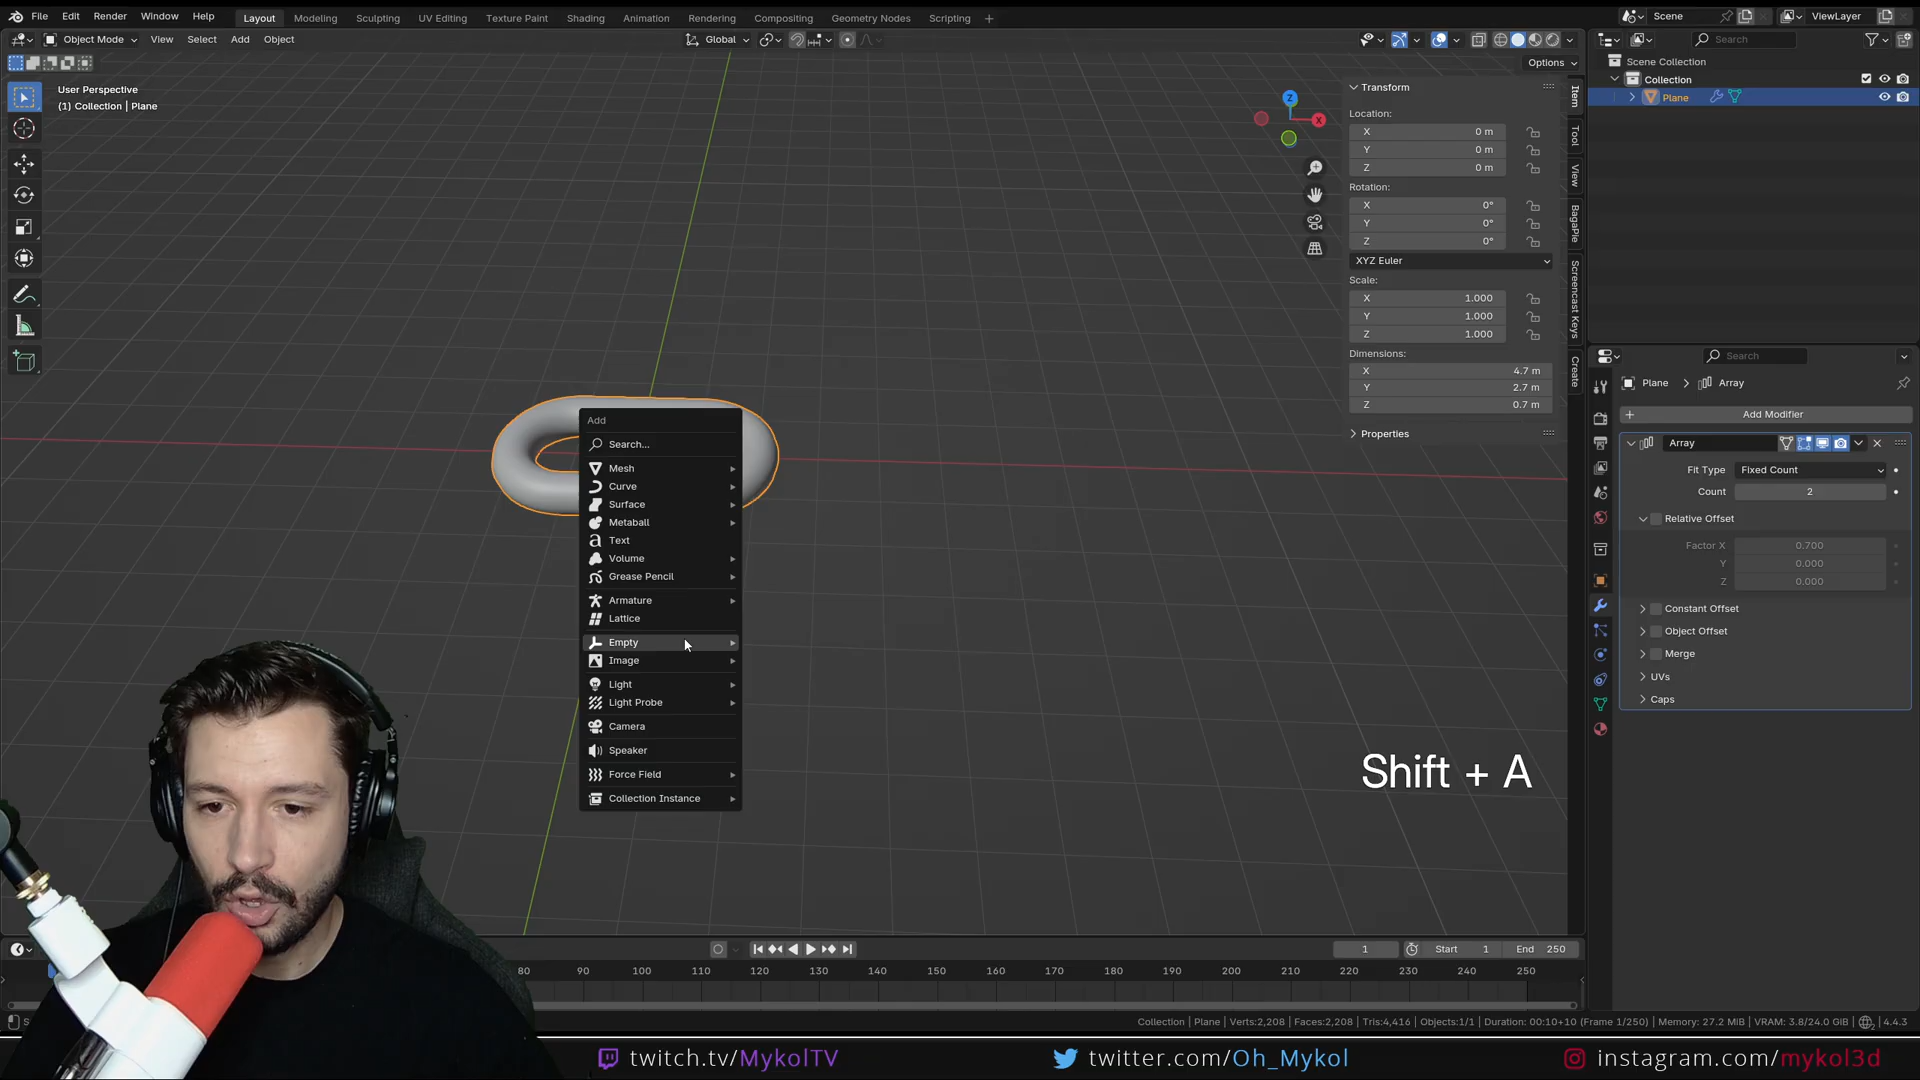 File Edit Render Window Help
Layout Modeling Sculpting UV Editing Texture Paint Shading Animation Rendering Compositing Geometry Nodes Scripting +
Scene
ViewLayer
Object Mode View Select Add Object
Global
Search
Options
User Perspective
(1) Collection | Plane
Scene Collection
Collection
Plane
Item
Tool
View
BagaPie
Screencast Keys
Create
Transform
Location:
X 0 m
Y 0 m
Z 0 m
Rotation:
X 0°
Y 0°
Z 0°
XYZ Euler
Scale:
X 1.000
Y 1.000
Z 1.000
Dimensions:
X 4.7 m
Y 2.7 m
Z 0.7 m
Properties
Z
X
Search
Plane Array
Add Modifier
Array
Fit Type Fixed Count
Count 2
Relative Offset
Factor X 0.700
Y 0.000
Z 0.000
Constant Offset
Object Offset
Merge
UVs
Caps
Add
Search...
Mesh
Curve
Surface
Metaball
Text
Volume
Grease Pencil
Armature
Lattice
Empty
Image
Light
Light Probe
Camera
Speaker
Force Field
Collection Instance
Shift + A
1 Start 1 End 250
80 90 100 110 120 130 140 150 160 170 180 190 200 210 220 230 240 250
Collection | Plane | Verts:2,208 | Faces:2,208 | Tris:4,416 | Objects:1/1 | Duration: 00:10+10 (Frame 1/250) | Memory: 27.2 MiB | VRAM: 3.8/24.0 GiB | 4.4.3
twitch.tv/MykolTV twitter.com/Oh_Mykol instagram.com/mykol3d